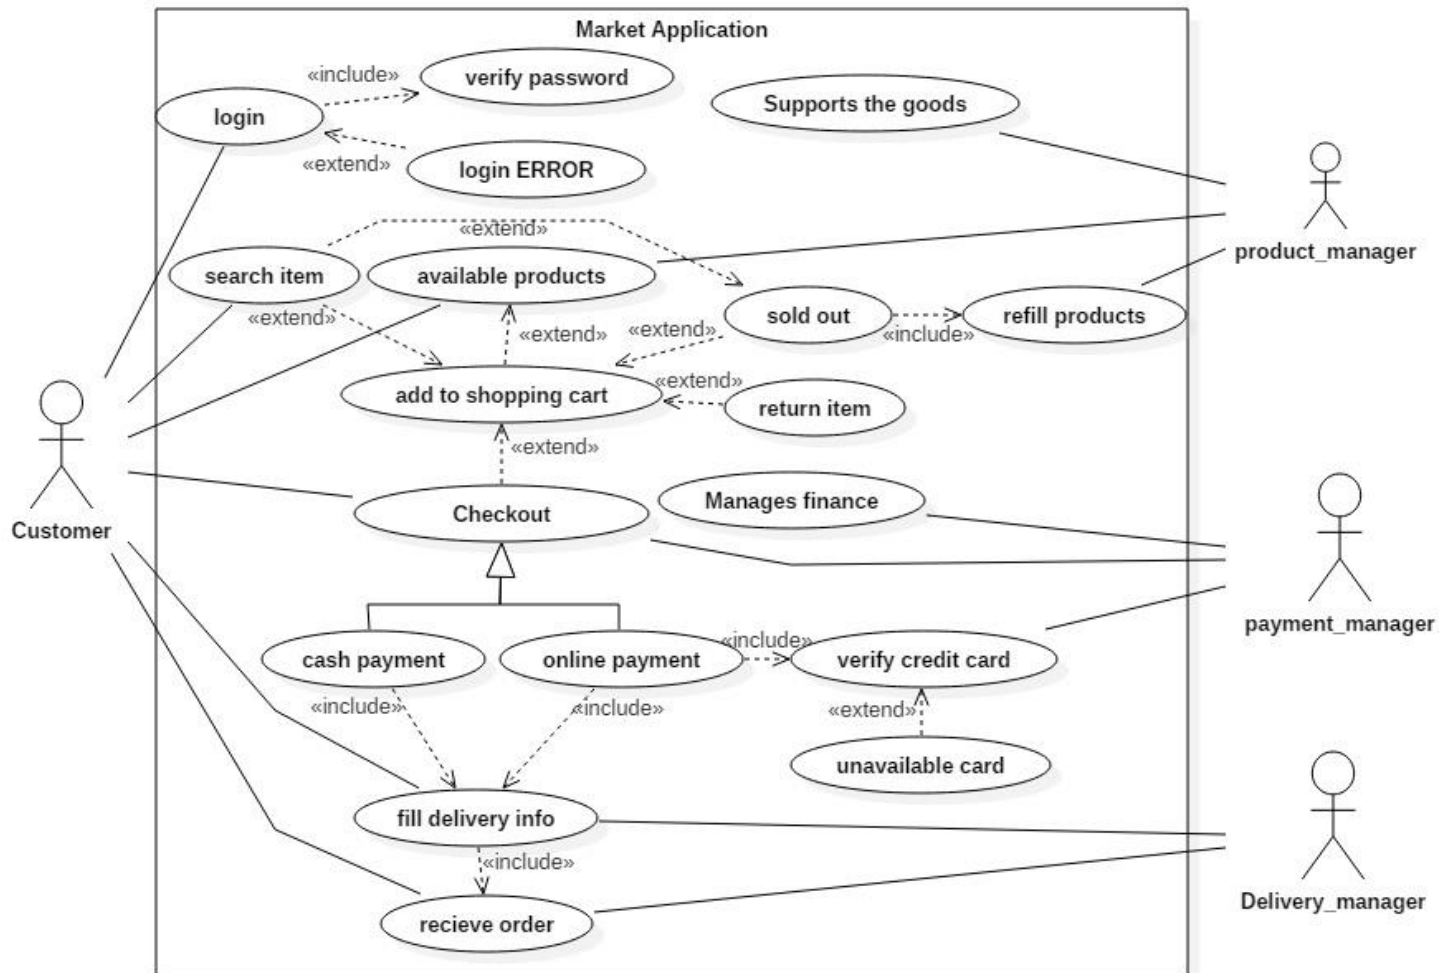 Market Application
«include»
verify password
Supports the goods
login
«extend»
login ERROR
«extend»
product_manager
search item
available products
«extend»
«extend»
«extend»
sold out
«include»
refill products
add to shopping cart
«extend»
return item
«extend»
Customer
Checkout
Manages finance
payment_manager
cash payment
online payment
«include»
verify credit card
«include»
«include»
«extend»
unavailable card
fill delivery info
«include»
recieve order
Delivery_manager